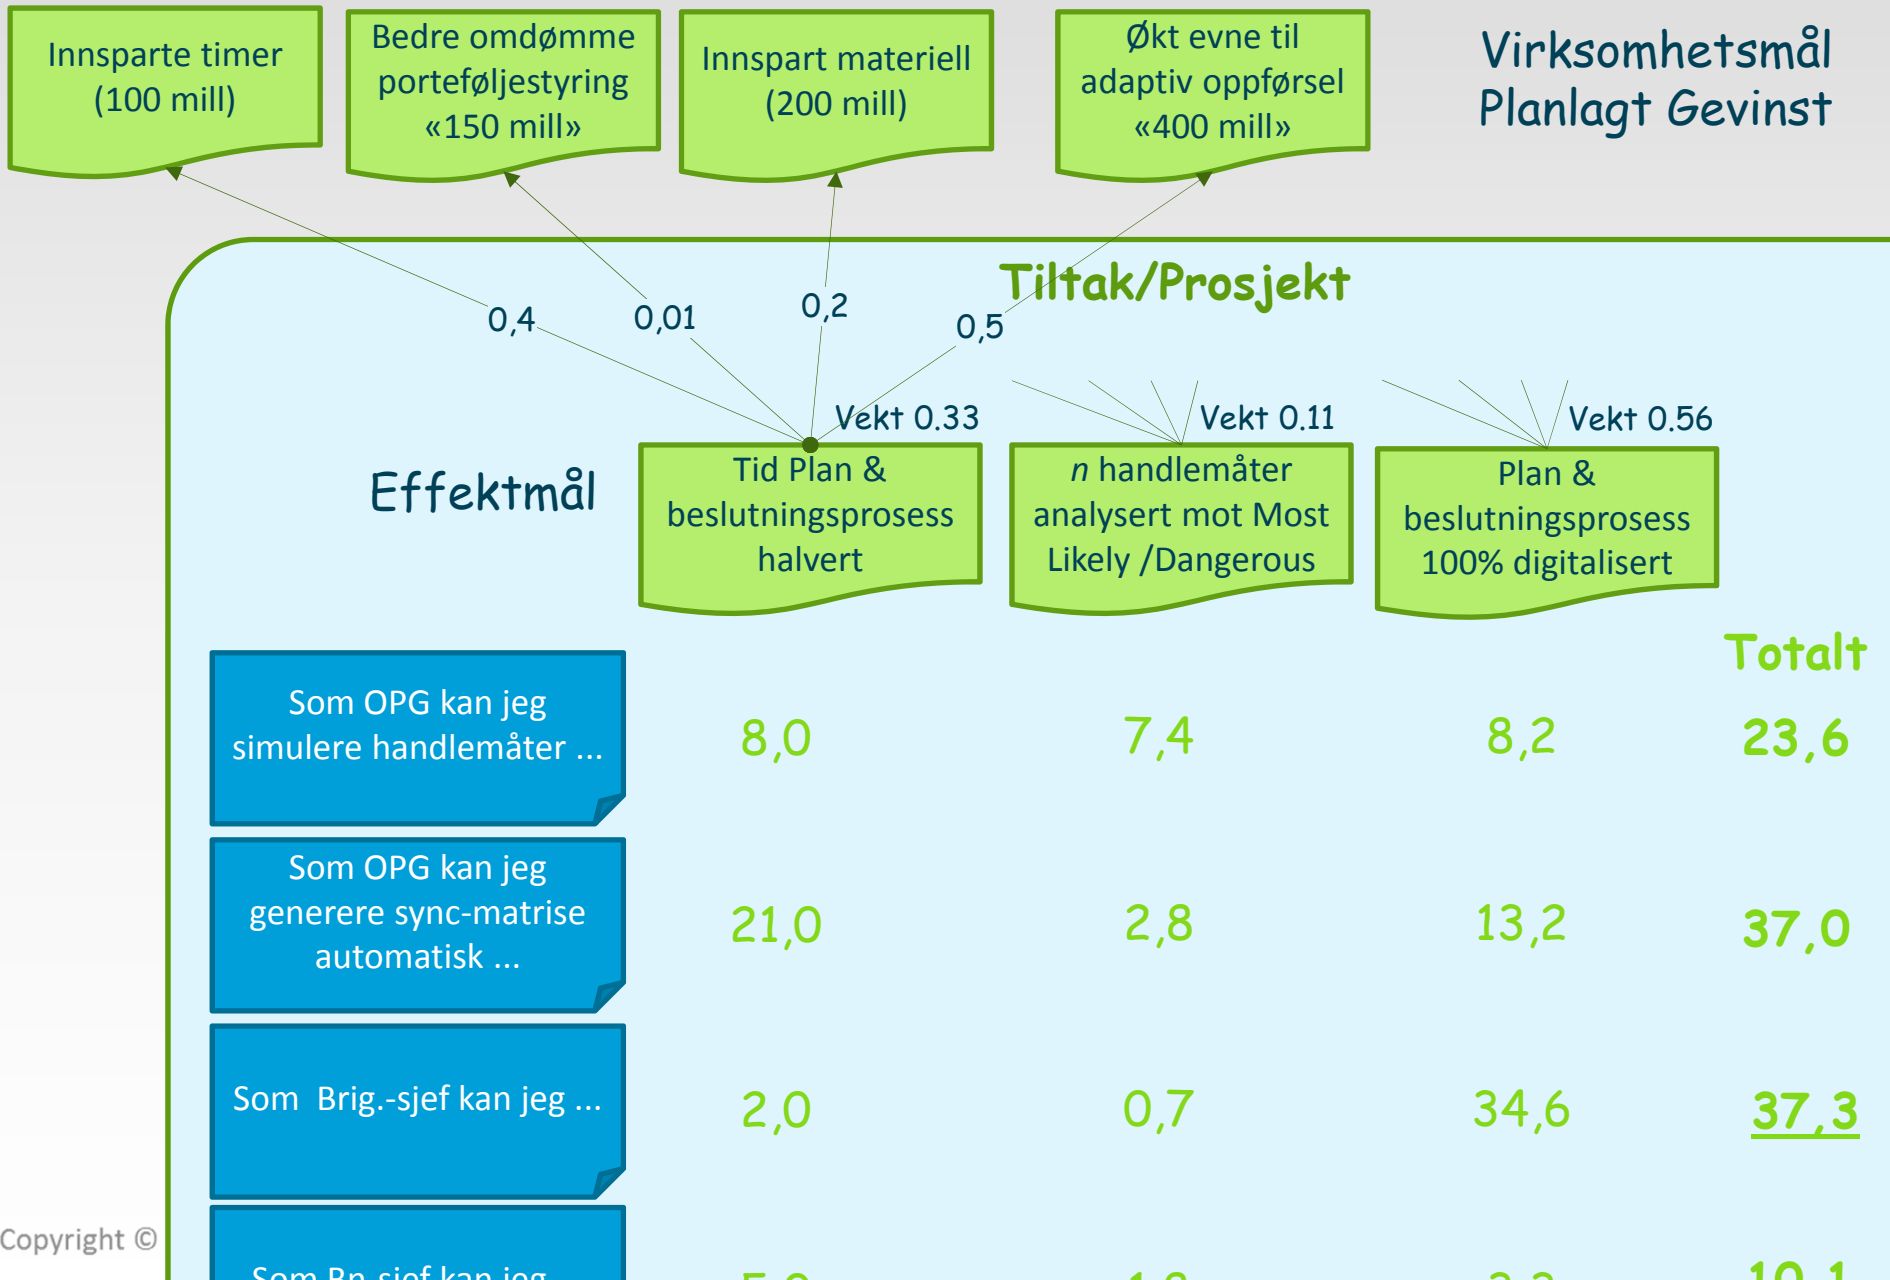 Innsparte timer
(100 mill)
Bedre omdømme
porteføljestyring
«150 mill»
Innspart materiell
(200 mill)
Økt evne til
adaptiv oppførsel
«400 mill»
Virksomhetsmål
Planlagt Gevinst
Tiltak/Prosjekt
0,4
0,01
0,2
0,5
Vekt 0.33
Vekt 0.11
Vekt 0.56
Effektmål
Tid Plan &
beslutningsprosess
halvert
n handlemåter
analysert mot Most
Likely /Dangerous
Plan &
beslutningsprosess
100% digitalisert
Totalt
Som OPG kan jeg
simulere handlemåter ...
8,0
7,4
8,2
23,6
Som OPG kan jeg
generere sync-matrise
automatisk ...
21,0
2,8
13,2
37,0
Som Brig.-sjef kan jeg ...
2,0
0,7
34,6
37,3
Copyright ©
Som Bn-sjef kan jeg